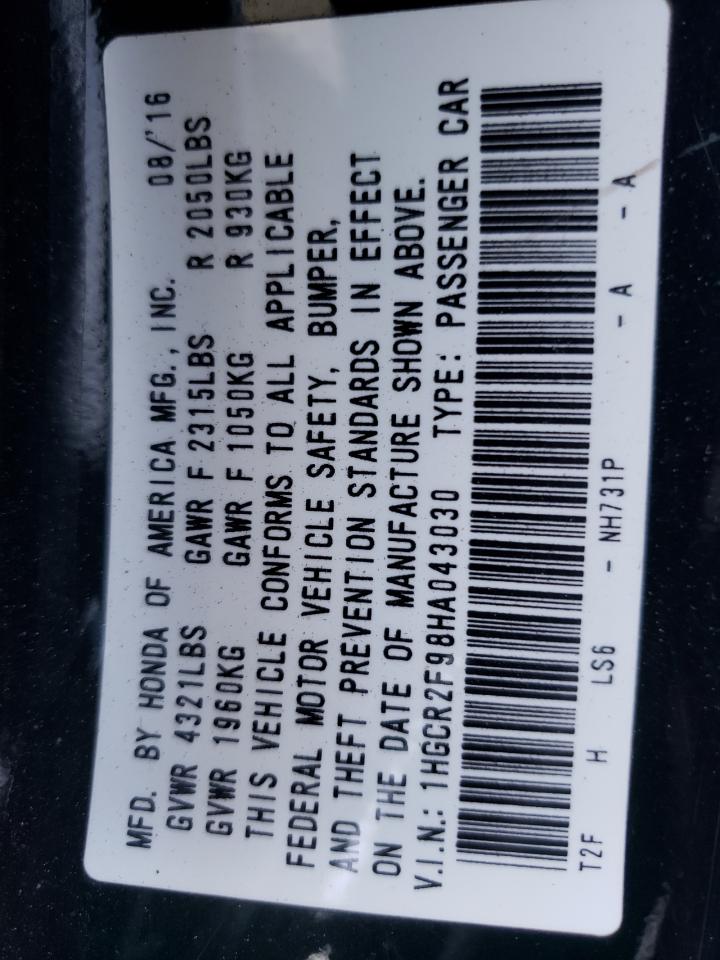 MFD. BY HONDA OF AMERICA MFG., INC. 08/'16
GVWR 4321LBS GAWR F 2315LBS R 2050LBS
GVWR 1960KG GAWR F 1050KG R 930KG
THIS VEHICLE CONFORMS TO ALL APPLICABLE
FEDERAL MOTOR VEHICLE SAFETY, BUMPER,
AND THEFT PREVENTION STANDARDS IN EFFECT
ON THE DATE OF MANUFACTURE SHOWN ABOVE.
V.I.N.: 1HGCR2F98HA043030 TYPE: PASSENGER CAR
T2F H LS6 - NH731P - A - A